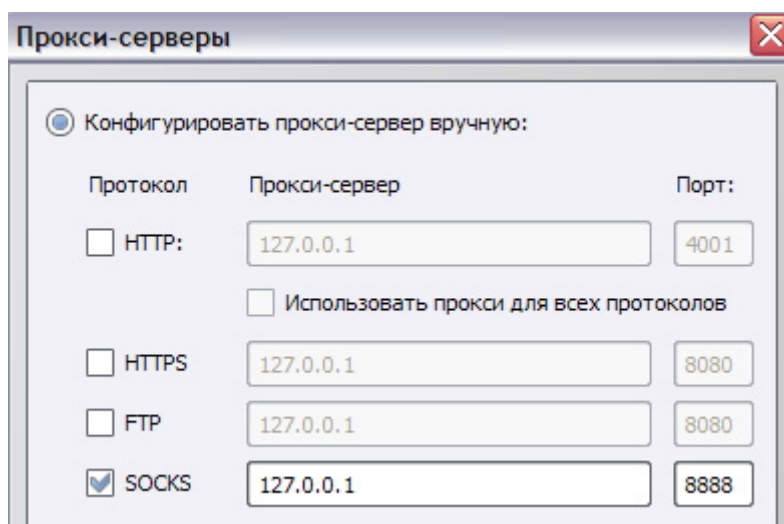 Прокси-серверы
Конфигурировать прокси-сервер вручную:
Протокол Прокси-сервер Порт:
HTTP: 127.0.0.1 4001
Использовать прокси для всех протоколов
HTTPS 127.0.0.1 8080
FTP 127.0.0.1 8080
SOCKS 127.0.0.1 8888